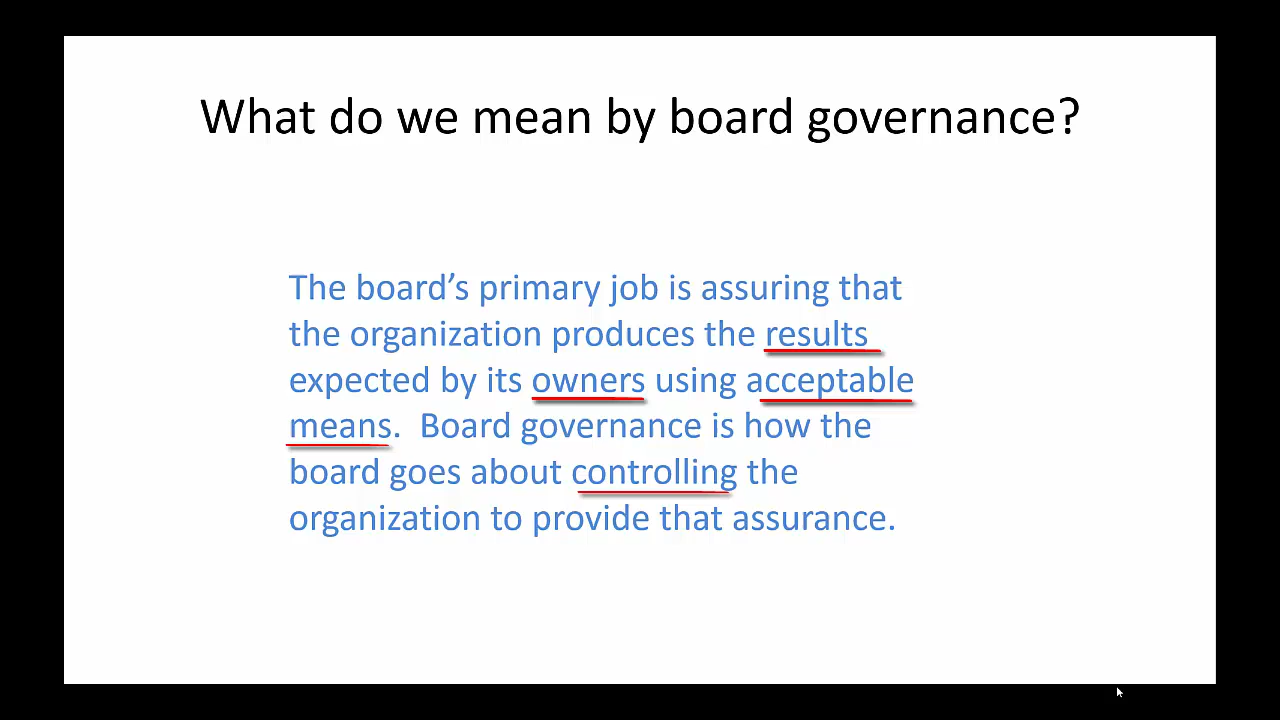 What do we mean by board governance?
The board’s primary job is assuring that
the organization produces the results
expected by its owners using acceptable
means.  Board governance is how the
board goes about controlling the
organization to provide that assurance.